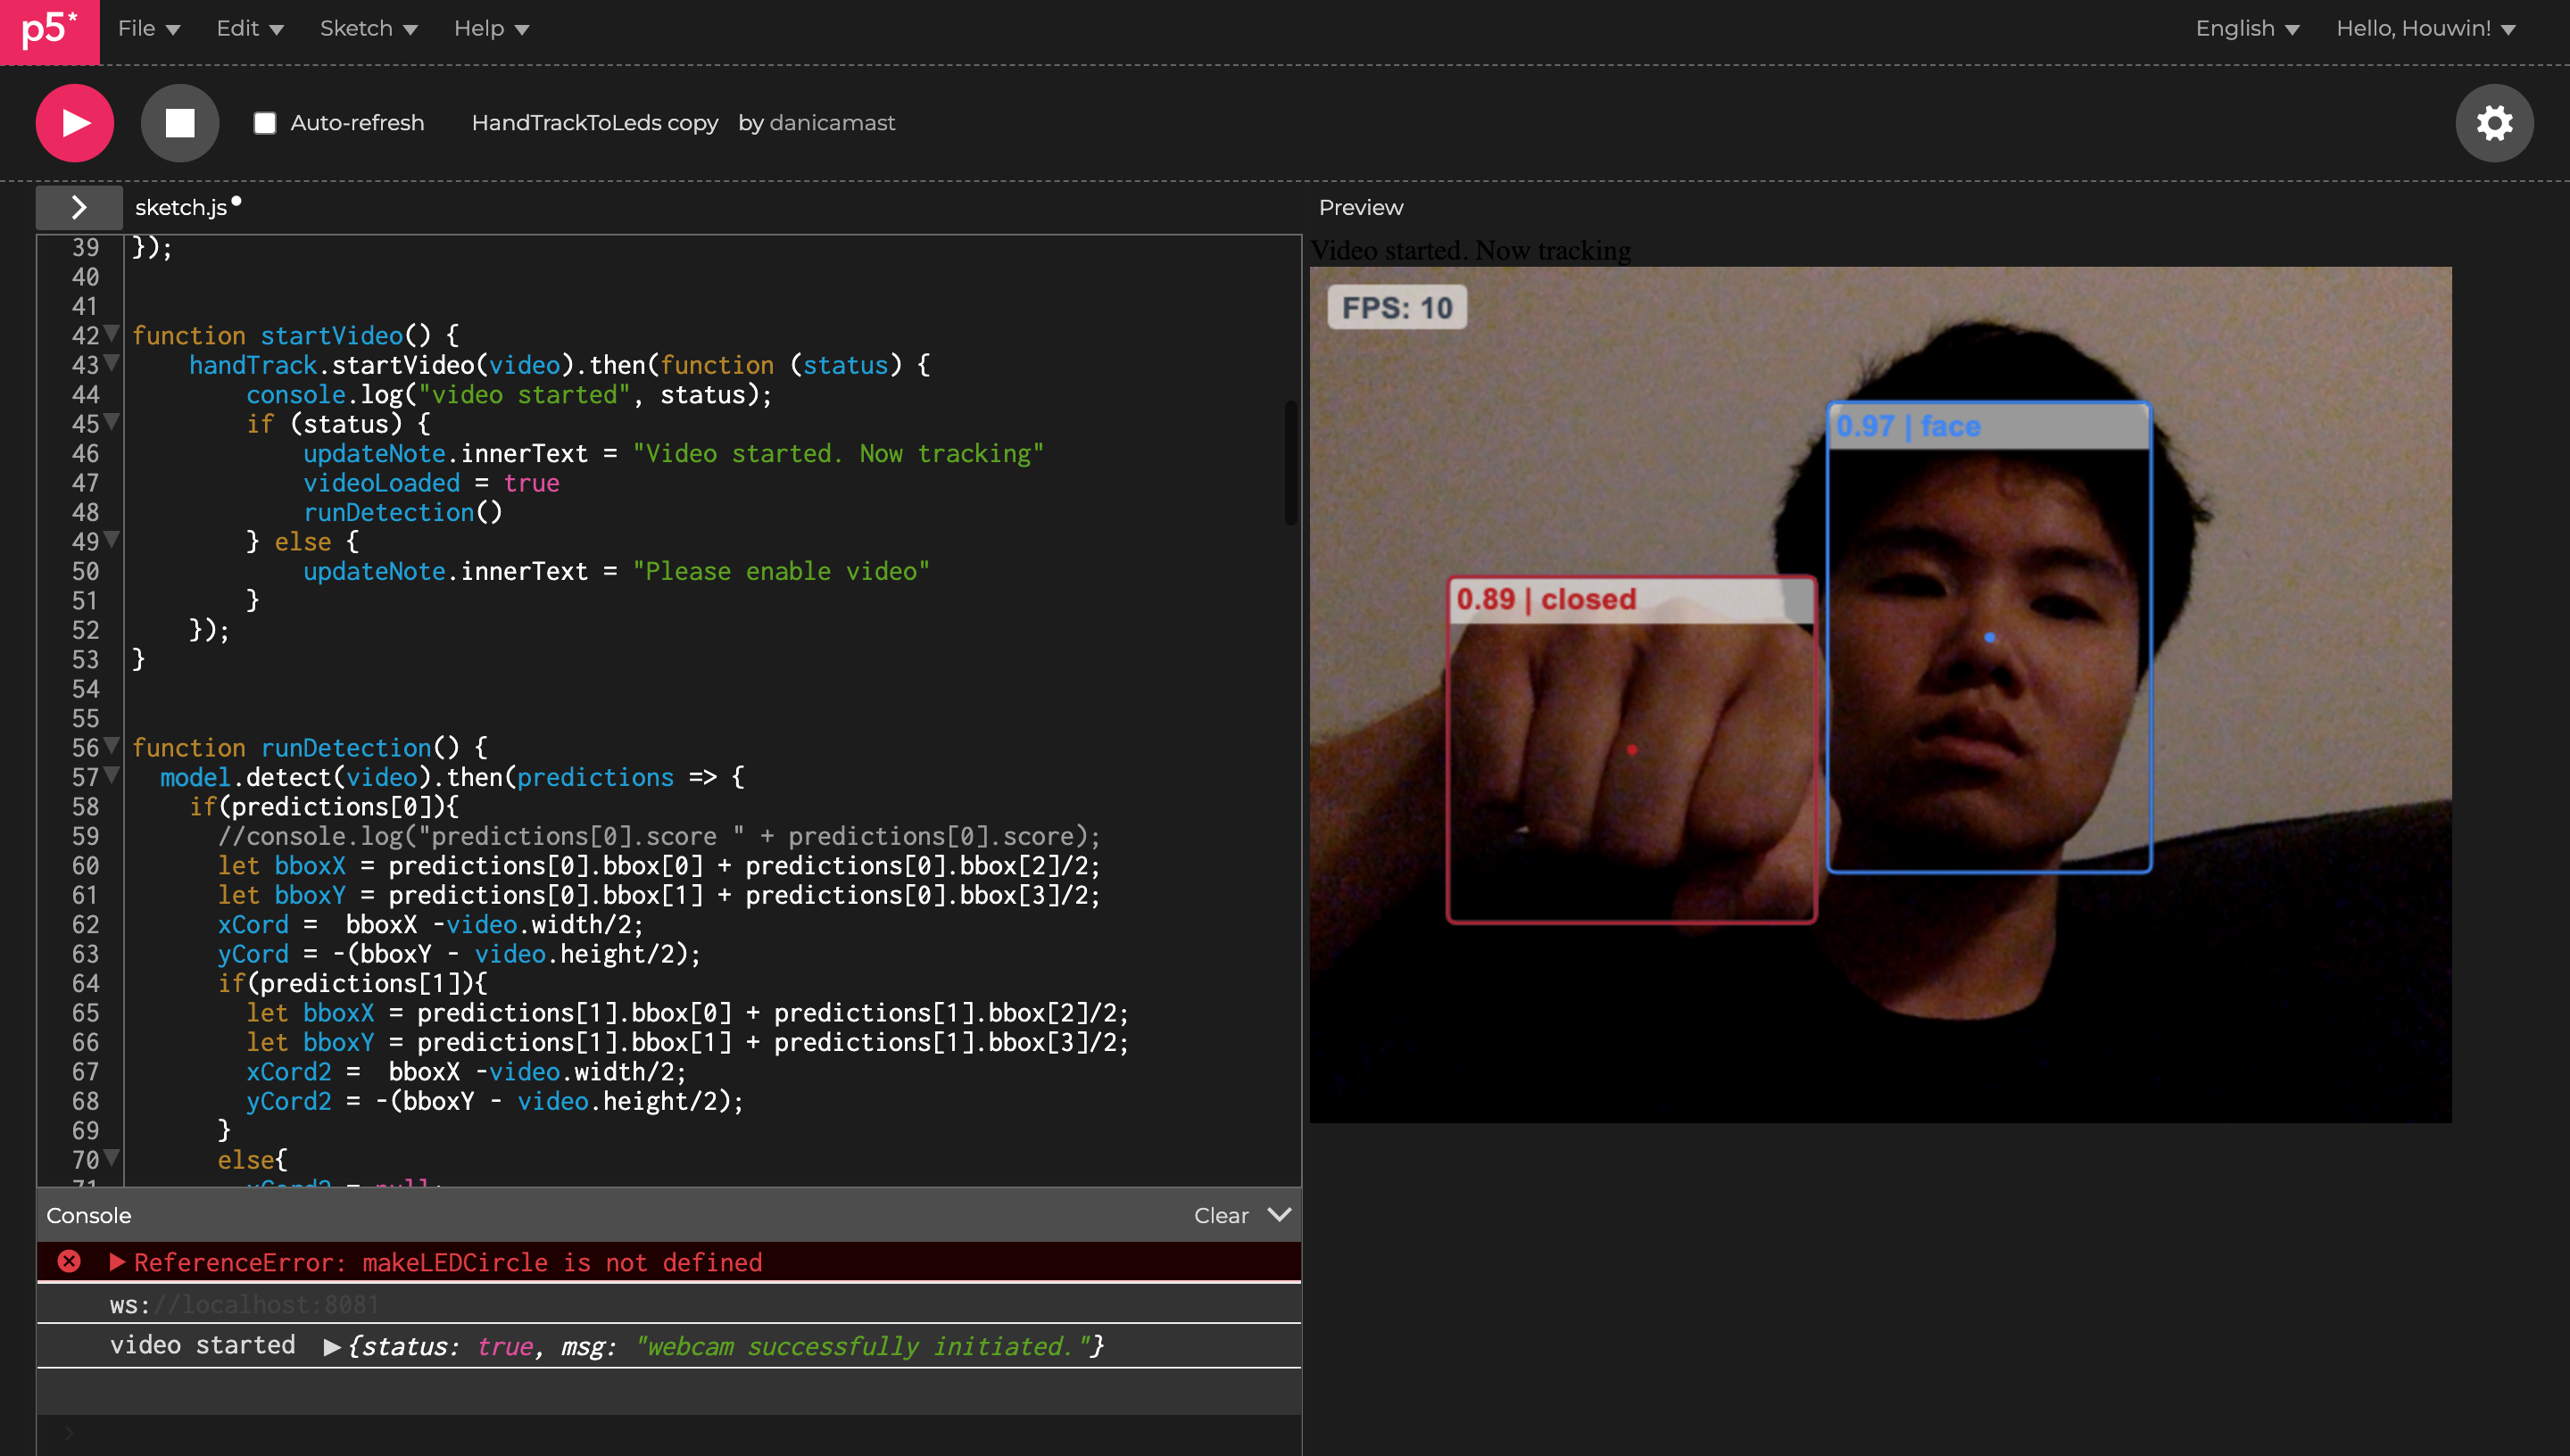 p5* File Edit Sketch Help English Hello, Houwin!
Auto-refresh HandTrackToLeds copy by danicamast
sketch.js
39 });
40
41
42 function startVideo() {
43 handTrack.startVideo(video).then(function (status) {
44 console.log("video started", status);
45 if (status) {
46 updateNote.innerText = "Video started. Now tracking"
47 videoLoaded = true
48 runDetection()
49 } else {
50 updateNote.innerText = "Please enable video"
51 }
52 });
53 }
54
55
56 function runDetection() {
57 model.detect(video).then(predictions => {
58 if(predictions[0]){
59 //console.log("predictions[0].score " + predictions[0].score);
60 let bboxX = predictions[0].bbox[0] + predictions[0].bbox[2]/2;
61 let bboxY = predictions[0].bbox[1] + predictions[0].bbox[3]/2;
62 xCord =  bboxX -video.width/2;
63 yCord = -(bboxY - video.height/2);
64 if(predictions[1]){
65 let bboxX = predictions[1].bbox[0] + predictions[1].bbox[2]/2;
66 let bboxY = predictions[1].bbox[1] + predictions[1].bbox[3]/2;
67 xCord2 =  bboxX -video.width/2;
68 yCord2 = -(bboxY - video.height/2);
69 }
70 else{
71 xCord2 = null;
Console Clear
ReferenceError: makeLEDCircle is not defined
ws://localhost:8081
video started {status: true, msg: "webcam successfully initiated."}
>
Preview
Video started. Now tracking
FPS: 10
0.97 | face
0.89 | closed